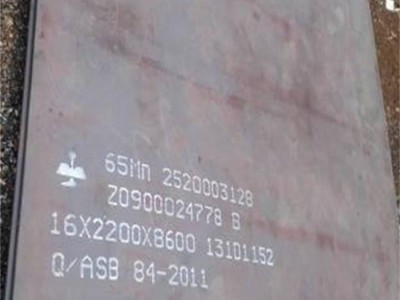 65Mn 2520003128
Z0900024778 B
16X2200X8600 13101152
Q/ASB 84-2011